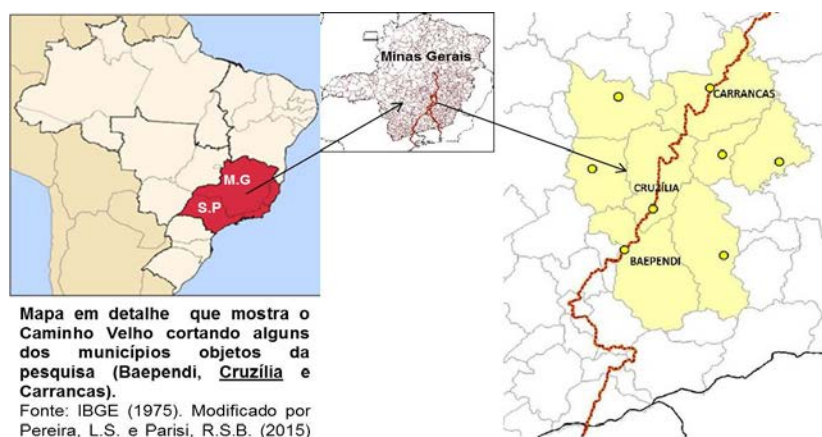 M.G
S.P
Minas Gerais
CARRANCAS
CRUZÍLIA
BAEPENDI
Mapa em detalhe que mostra o
Caminho Velho cortando alguns
dos municípios objetos da
pesquisa (Baependi, Cruzília e
Carrancas).
Fonte: IBGE (1975). Modificado por
Pereira, L.S. e Parisi, R.S.B. (2015)